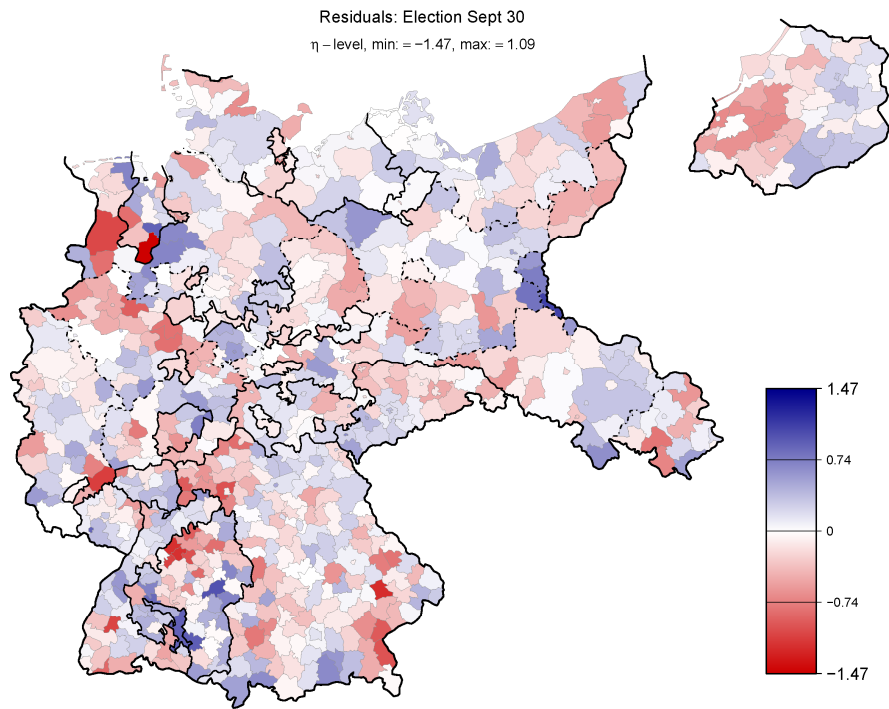 Residuals: Election Sept 30
η − level, min: = −1.47, max: = 1.09
1.47
0.74
0
−0.74
−1.47